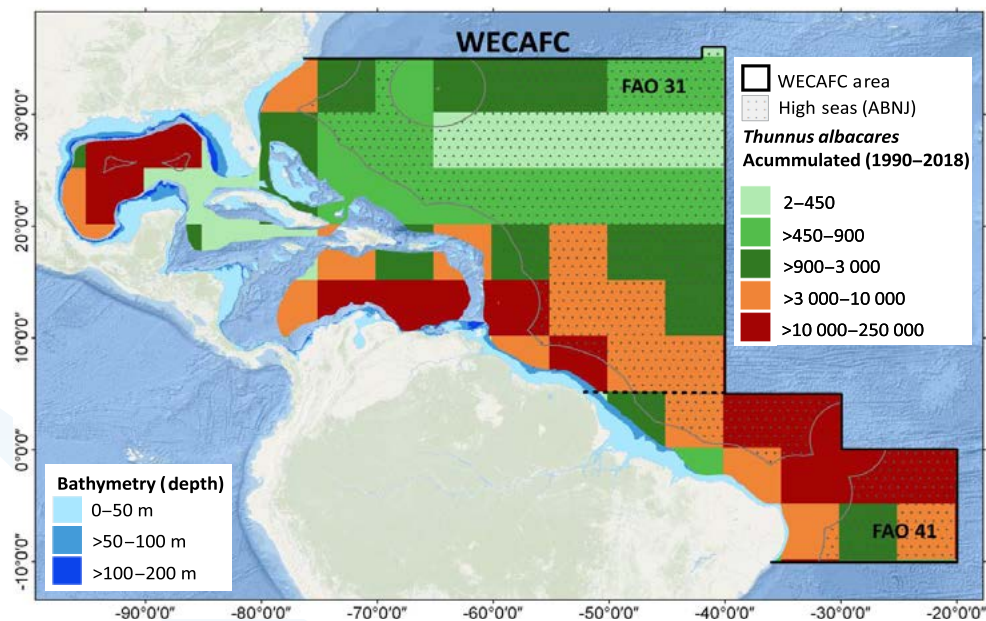 WECAFC
FAO 31
WECAFC area
High seas (ABNJ)
Thunnus albacares
Acummulated (1990–2018)
2–450
>450–900
>900–3 000
>3 000–10 000
>10 000–250 000
30°0'0"
20°0'0"
10°0'0"
0°0'0"
-10°0'0"
Bathymetry (depth)
0–50 m
>50–100 m
>100–200 m
FAO 41
-90°0'0" -80°0'0" -70°0'0" -60°0'0" -50°0'0" -40°0'0" -30°0'0" -20°0'0"